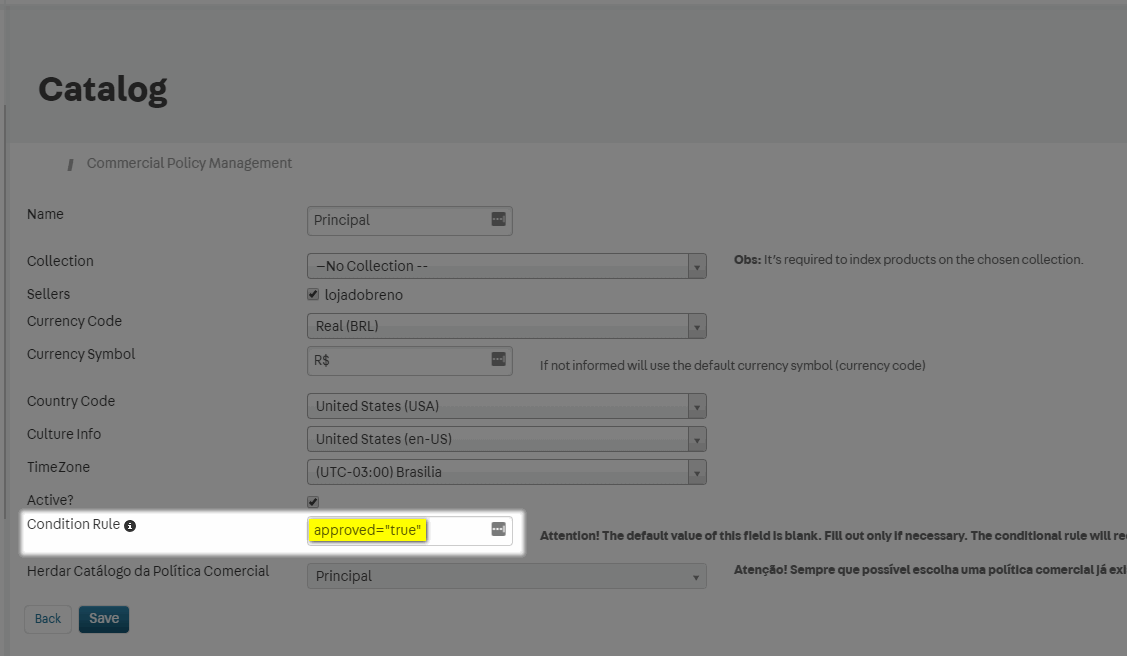 Catalog
/ Commercial Policy Management
Name Principal
Collection —No Collection -- Obs: It's required to index products on the chosen collection.
Sellers lojadobreno
Currency Code Real (BRL)
Currency Symbol R$ If not informed will use the default currency symbol (currency code)
Country Code United States (USA)
Culture Info United States (en-US)
TimeZone (UTC-03:00) Brasilia
Active?
Condition Rule approved="true" Attention! The default value of this field is blank. Fill out only if necessary. The conditional rule will
Herdar Catálogo da Política Comercial Principal Atenção! Sempre que possível escolha uma política comercial já
Back Save